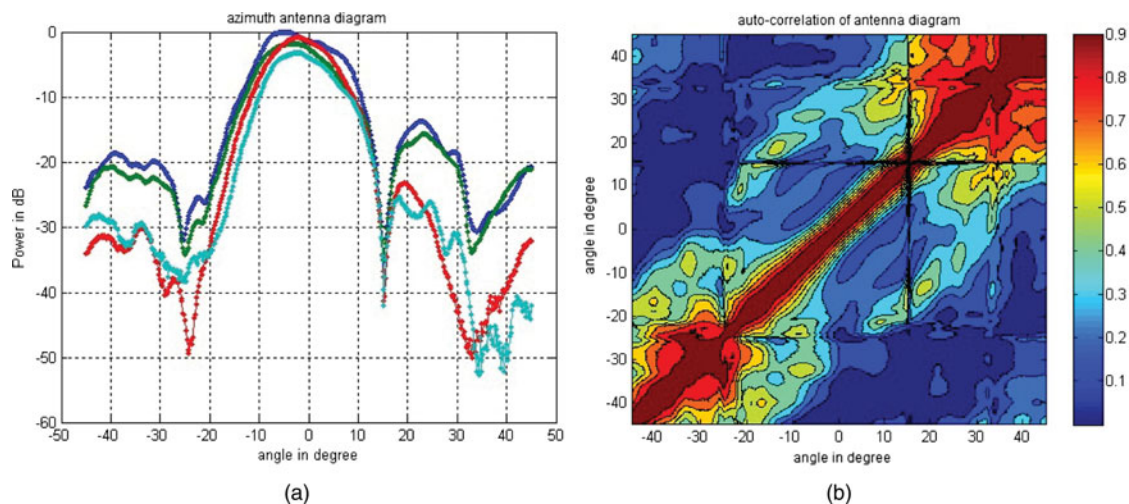 azimuth antenna diagram
0
-10
-20
-30
-40
-50
-60
Power in dB
-50 -40 -30 -20 -10 0 10 20 30 40 50
angle in degree
(a)
auto-correlation of antenna diagram
40
30
20
10
0
-10
-20
-30
-40
angle in degree
-40 -30 -20 -10 0 10 20 30 40
angle in degree
0.9
0.8
0.7
0.6
0.5
0.4
0.3
0.2
0.1
(b)